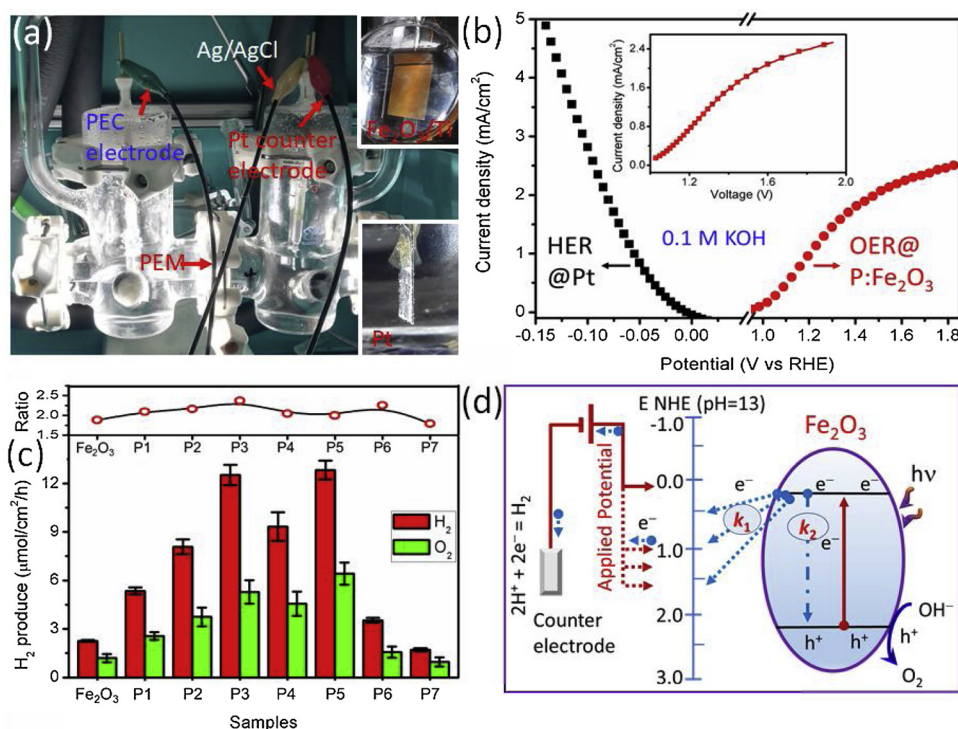 (a)
Ag/AgCl
PEC
electrode
Pt counter
electrode
PEM
Fe₂O₃/Ti
Pt
(b)
Current density (mA/cm²)
5
4
3
2
1
0
-0.15
-0.10
-0.05
0.00
1.0
1.2
1.4
1.6
1.8
Potential (V vs RHE)
HER
@Pt
0.1 M KOH
OER@
P:Fe₂O₃
Current density (mA/cm²)
2.4
1.6
0.8
0.0
1.2
1.6
2.0
Voltage (V)
(c)
Ratio
2.5
2.0
1.5
Fe₂O₃ P1 P2 P3 P4 P5 P6 P7
H₂ produce (μmol/cm²/h)
12
9
6
3
0
H₂
O₂
Fe₂O₃ P1 P2 P3 P4 P5 P6 P7
Samples
(d)
E NHE (pH=13)
-1.0
0.0
1.0
2.0
3.0
Fe₂O₃
hν
e⁻ e⁻ e⁻
e⁻
k₁
k₂
e⁻
e⁻
Applied Potential
2H⁺ + 2e⁻ = H₂
Counter
electrode
h⁺ h⁺
h⁺
OH⁻
O₂